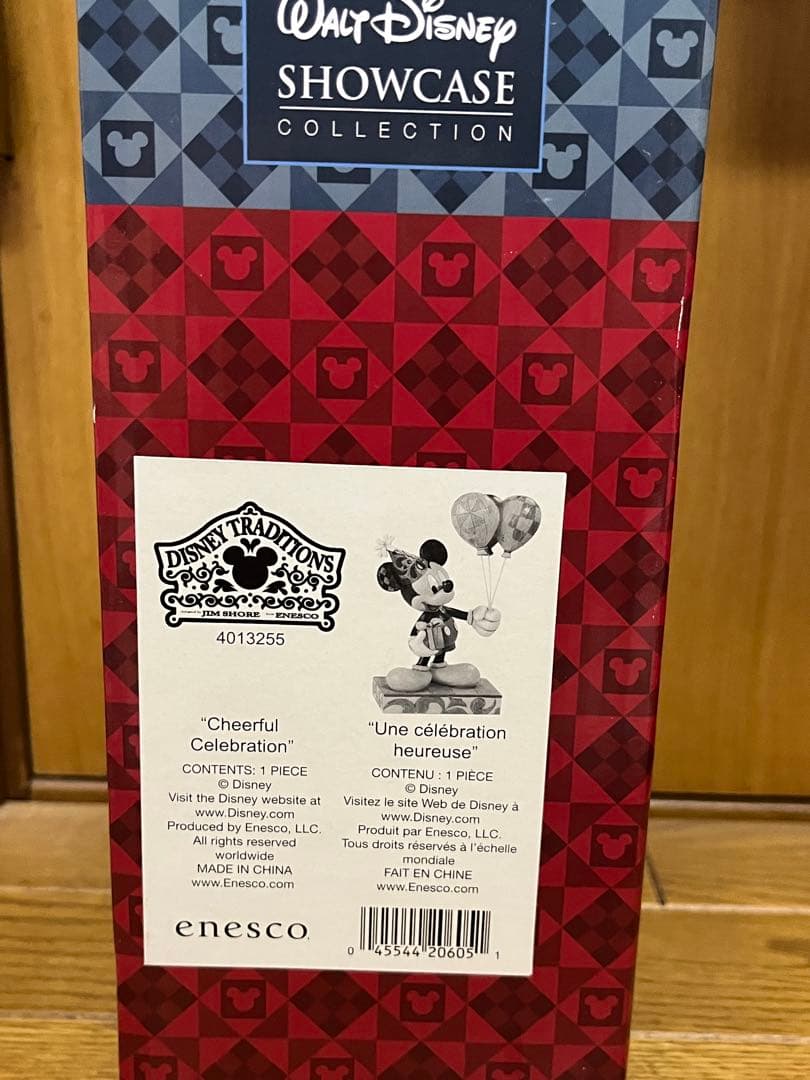 WALT DISNEY
SHOWCASE
COLLECTION
DISNEY TRADITIONS
JIM SHORE
ENESCO
4013255
“Cheerful
Celebration”
CONTENTS: 1 PIECE
© Disney
Visit the Disney website at
www.Disney.com
Produced by Enesco, LLC.
All rights reserved
worldwide
MADE IN CHINA
www.Enesco.com
enesco.
“Une célébration
heureuse”
CONTENU : 1 PIÈCE
© Disney
Visitez le site Web de Disney à
www.Disney.com
Produit par Enesco, LLC.
Tous droits réservés à l'échelle
mondiale
FAIT EN CHINE
www.Enesco.com
0 45544 20605 1